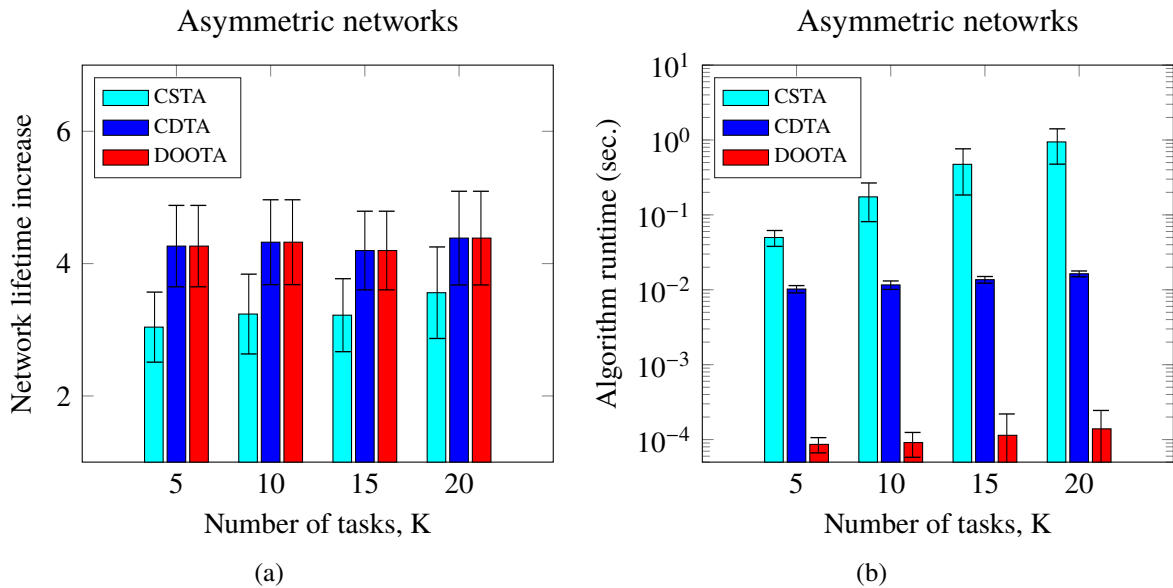 Asymmetric networks
Network lifetime increase
6
4
2
CSTA
CDTA
DOOTA
5 10 15 20
Number of tasks, K
(a)
Asymmetric netowrks
Algorithm runtime (sec.)
10^1
10^0
10^−1
10^−2
10^−3
10^−4
CSTA
CDTA
DOOTA
5 10 15 20
Number of tasks, K
(b)